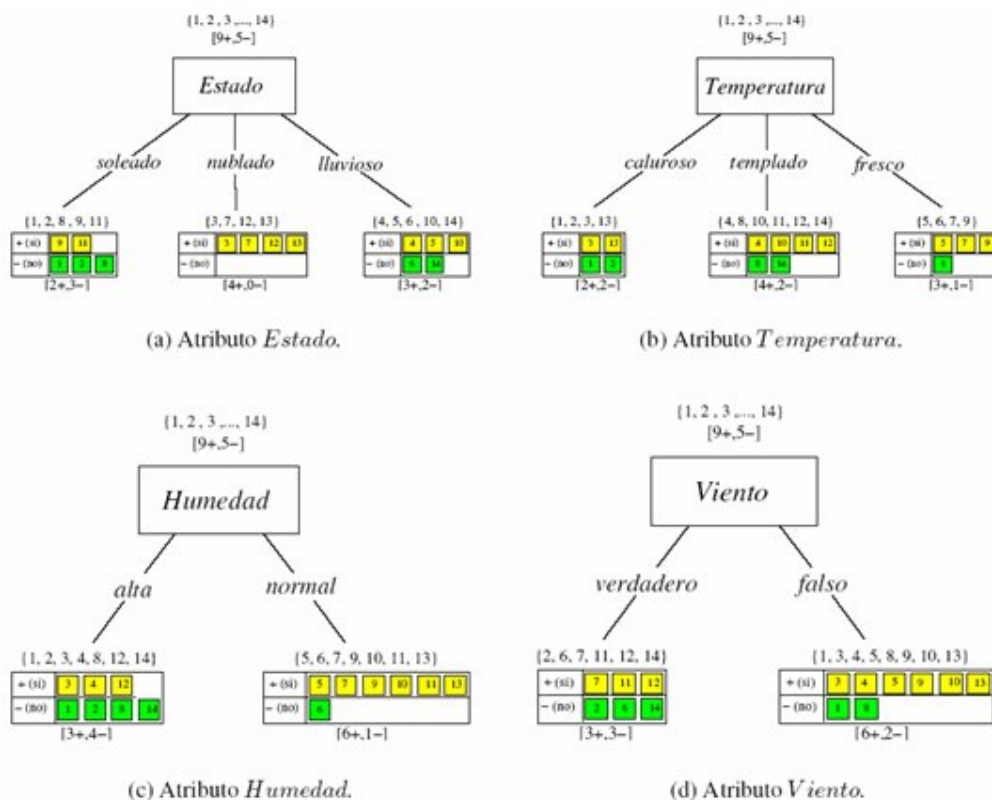 {1, 2 , 3 ,..., 14}
[9+,5−]
Estado
soleado nublado lluvioso
{1, 2, 8 , 9, 11} {3, 7, 12, 13} {4, 5, 6 , 10, 14}
+ (si) 9 11 + (si) 3 7 12 13 + (si) 4 5 10
− (no) 1 2 8 − (no) − (no) 6 14
[2+,3−] [4+,0−] [3+,2−]
(a) Atributo Estado.
{1, 2 , 3 ,..., 14}
[9+,5−]
Temperatura
caluroso templado fresco
{1, 2, 3, 13} {4, 8, 10, 11, 12, 14} {5, 6, 7, 9}
+ (si) 3 13 + (si) 4 10 11 12 + (si) 5 7 9
− (no) 1 2 − (no) 8 14 − (no)
[2+,2−] [4+,2−] [3+,1−]
(b) Atributo Temperatura.
{1, 2 , 3 ,..., 14}
[9+,5−]
Humedad
alta normal
{1, 2, 3, 4, 8, 12, 14} {5, 6, 7, 9, 10, 11, 13}
+ (si) 3 4 12 + (si) 5 7 9 10 11 13
− (no) 1 2 8 14 − (no) 6
[3+,4−] [6+,1−]
(c) Atributo Humedad.
{1, 2 , 3 ,..., 14}
[9+,5−]
Viento
verdadero falso
{2, 6, 7, 11, 12, 14} {1, 3, 4, 5, 8, 9, 10, 13}
+ (si) 7 11 12 + (si) 3 4 5 9 10 13
− (no) 2 6 14 − (no) 1 8
[3+,3−] [6+,2−]
(d) Atributo Viento.